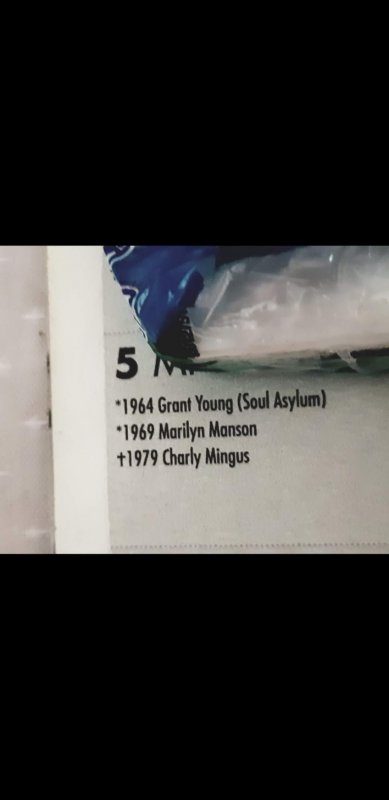 5
*1964 Grant Young (Soul Asylum)
*1969 Marilyn Manson
†1979 Charly Mingus